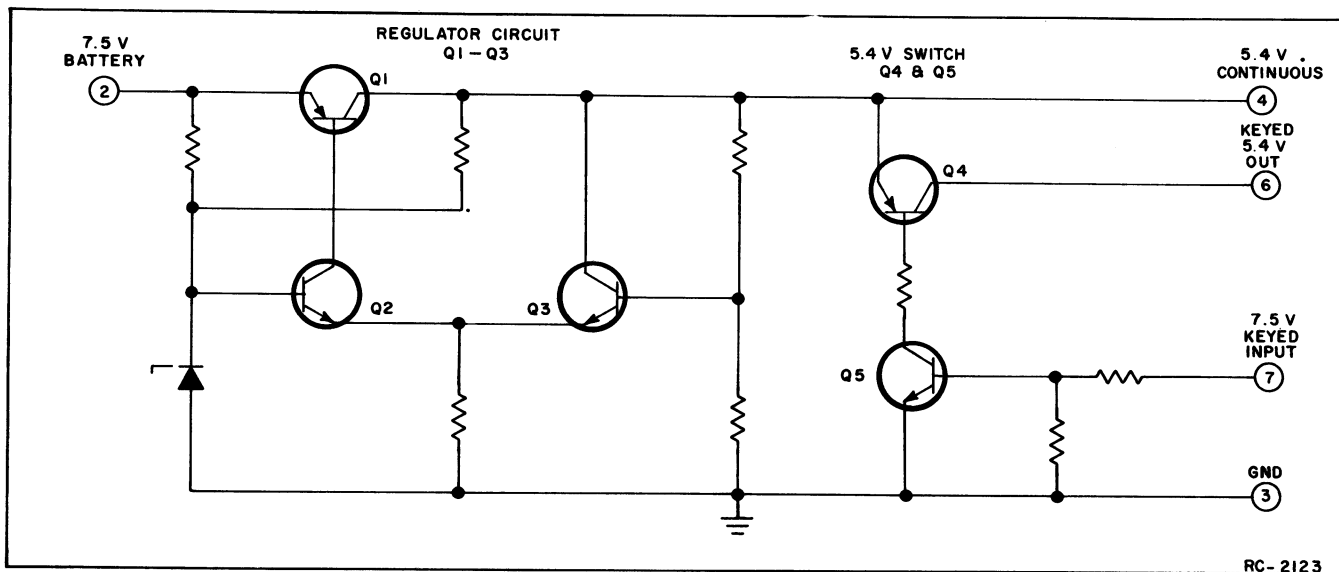 REGULATOR CIRCUIT
Q1-Q3
7.5 V
BATTERY
2
Q1
5.4 V SWITCH
Q4 & Q5
5.4 V
CONTINUOUS
4
KEYED
5.4 V
OUT
6
Q4
Q2
Q3
7.5 V
KEYED
INPUT
7
Q5
GND
3
RC-2123